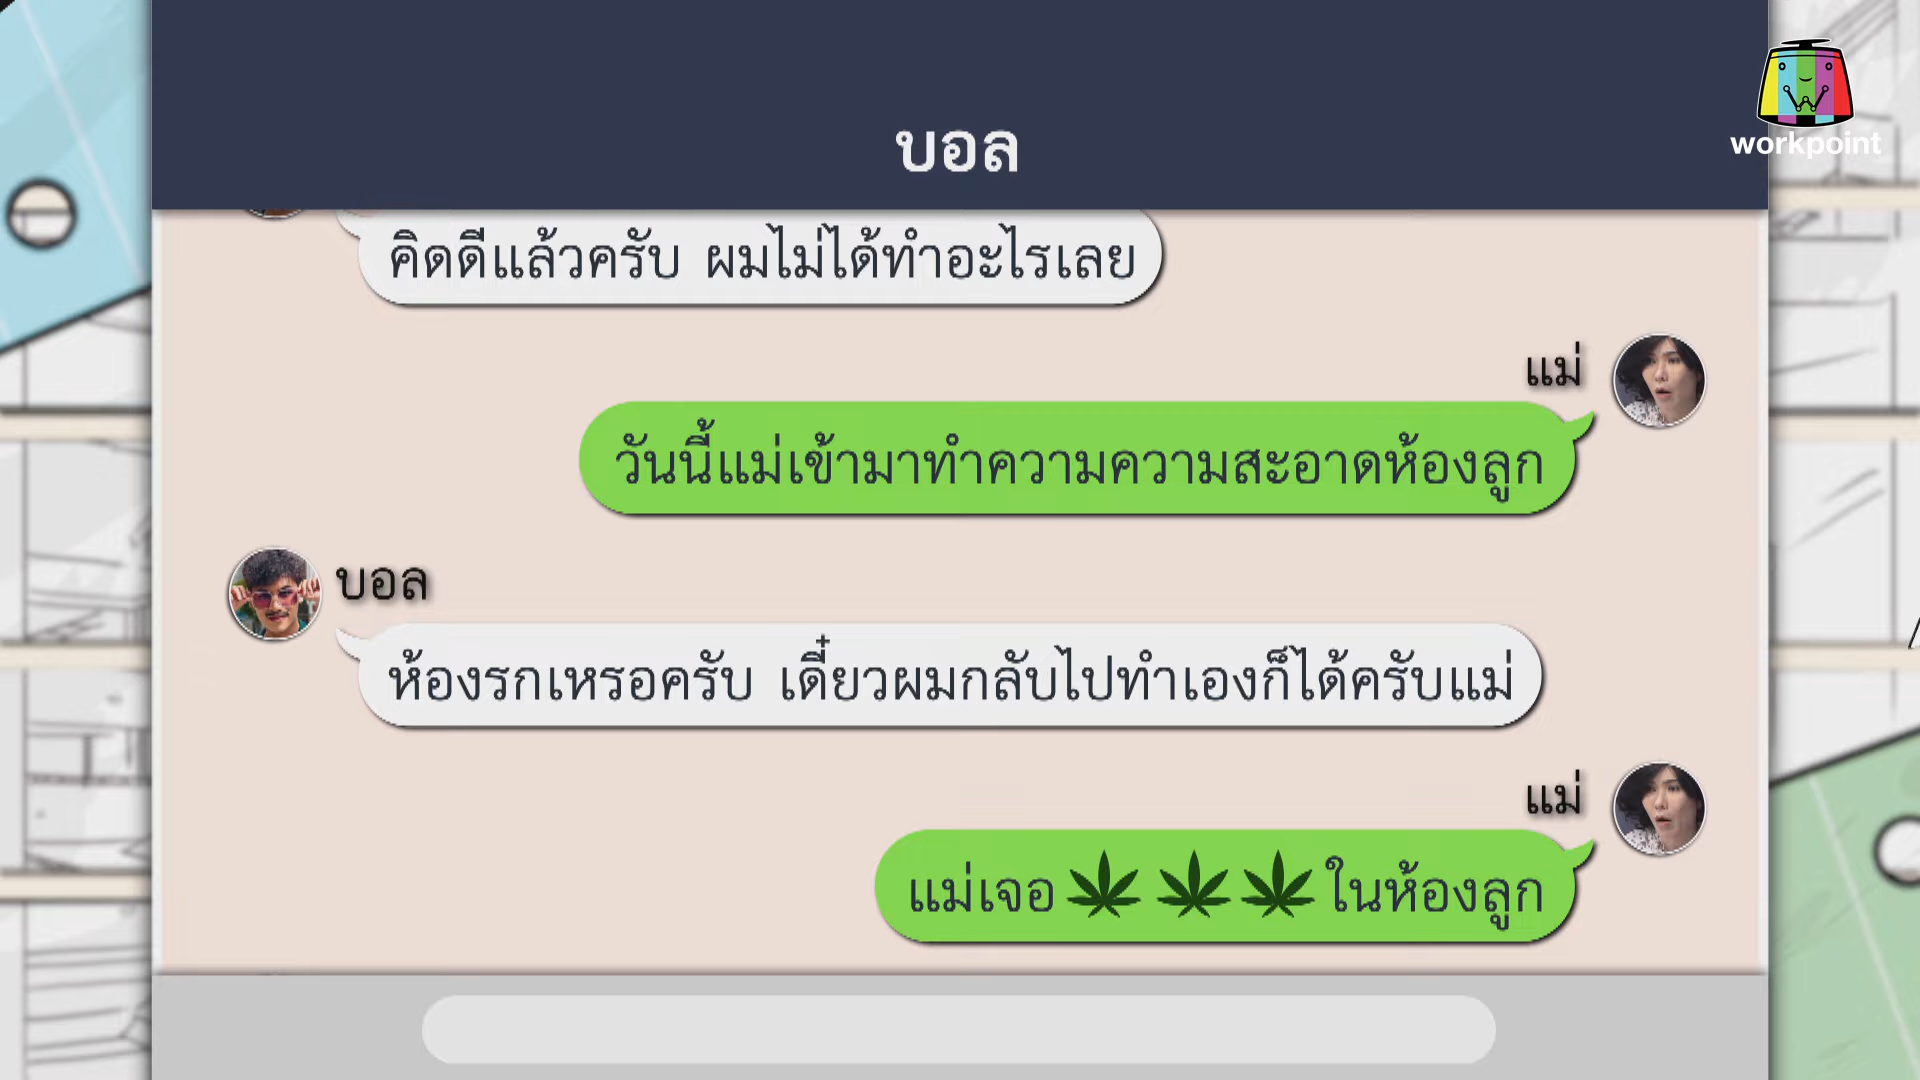 workpoint
บอล
คิดดีแล้วครับ ผมไม่ได้ทำอะไรเลย
แม่
วันนี้แม่เข้ามาทำความความสะอาดห้องลูก
บอล
ห้องรกเหรอครับ เดี๋ยวผมกลับไปทำเองก็ได้ครับแม่
แม่
แม่เจอ ในห้องลูก